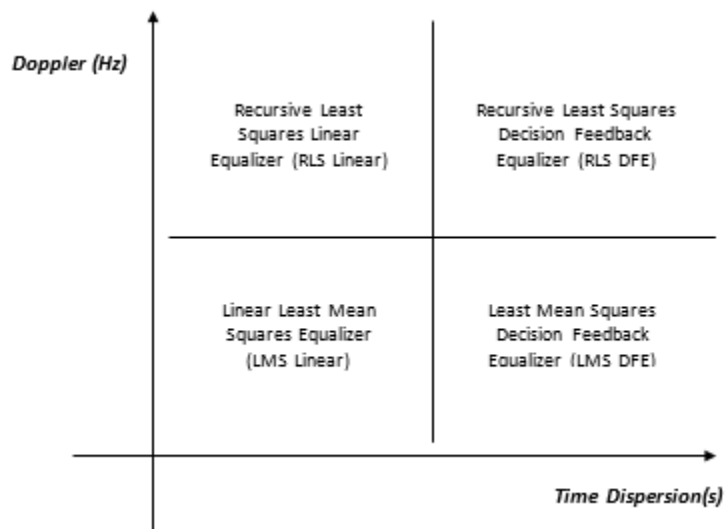 Doppler (Hz)
Recursive Least
Squares Linear
Equalizer (RLS Linear)
Recursive Least Squares
Decision Feedback
Equalizer (RLS DFE)
Linear Least Mean
Squares Equalizer
(LMS Linear)
Least Mean Squares
Decision Feedback
Equalizer (LMS DFE)
Time Dispersion(s)